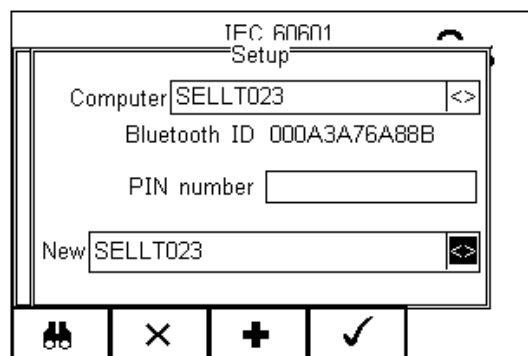 IEC 60601
Setup
Computer SELLT023 <>
Bluetooth ID 000A3A76A88B
PIN number
New SELLT023 <>